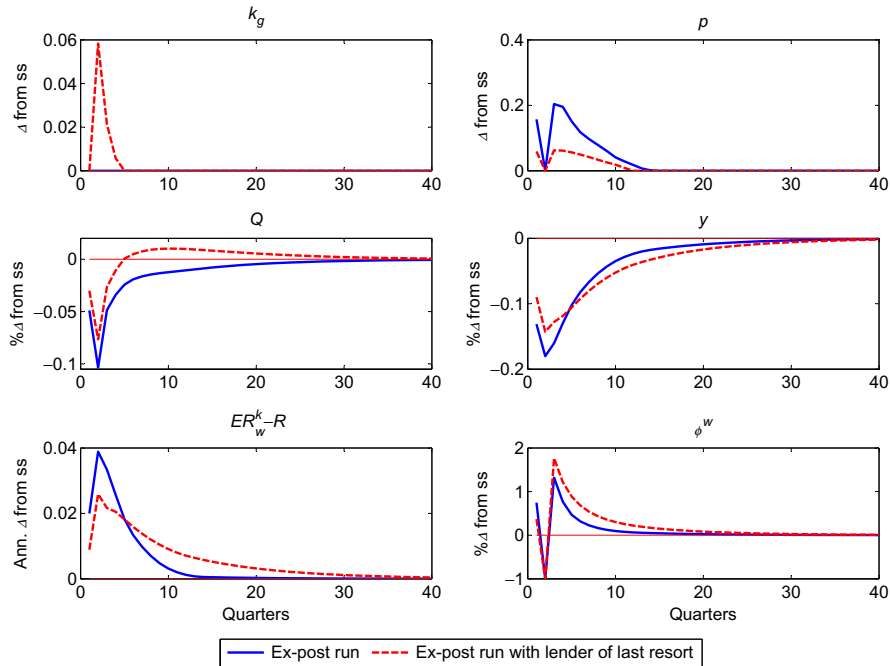 k_g p
0.06 0.4
0.04
0.2
0.02
0 0
0 10 20 30 40 0 10 20 30 40
Δ from ss Δ from ss
Q y
0 0
−0.05 −0.1
−0.1 −0.2
0 10 20 30 40 0 10 20 30 40
%Δ from ss %Δ from ss
ER^k_w–R ϕ^w
0.04 2
1
0.02 0
0 −1
0 10 20 30 40 0 10 20 30 40
Ann. Δ from ss %Δ from ss
Quarters Quarters
Ex-post run Ex-post run with lender of last resort